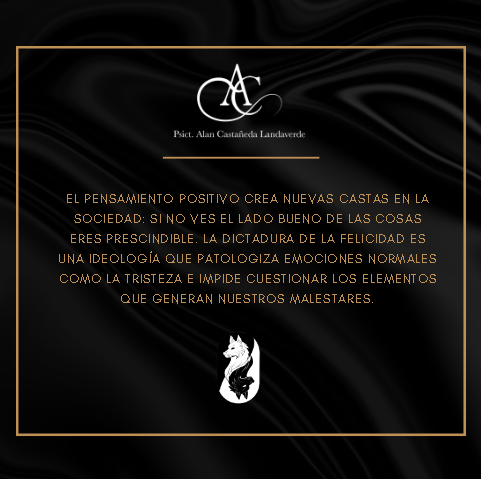 AC
Psict. Alan Castañeda Landaverde
EL PENSAMIENTO POSITIVO CREA NUEVAS CASTAS EN LA
SOCIEDAD: SI NO VES EL LADO BUENO DE LAS COSAS
ERES PRESCINDIBLE. LA DICTADURA DE LA FELICIDAD ES
UNA IDEOLOGÍA QUE PATOLOGIZA EMOCIONES NORMALES
COMO LA TRISTEZA E IMPIDE CUESTIONAR LOS ELEMENTOS
QUE GENERAN NUESTROS MALESTARES.